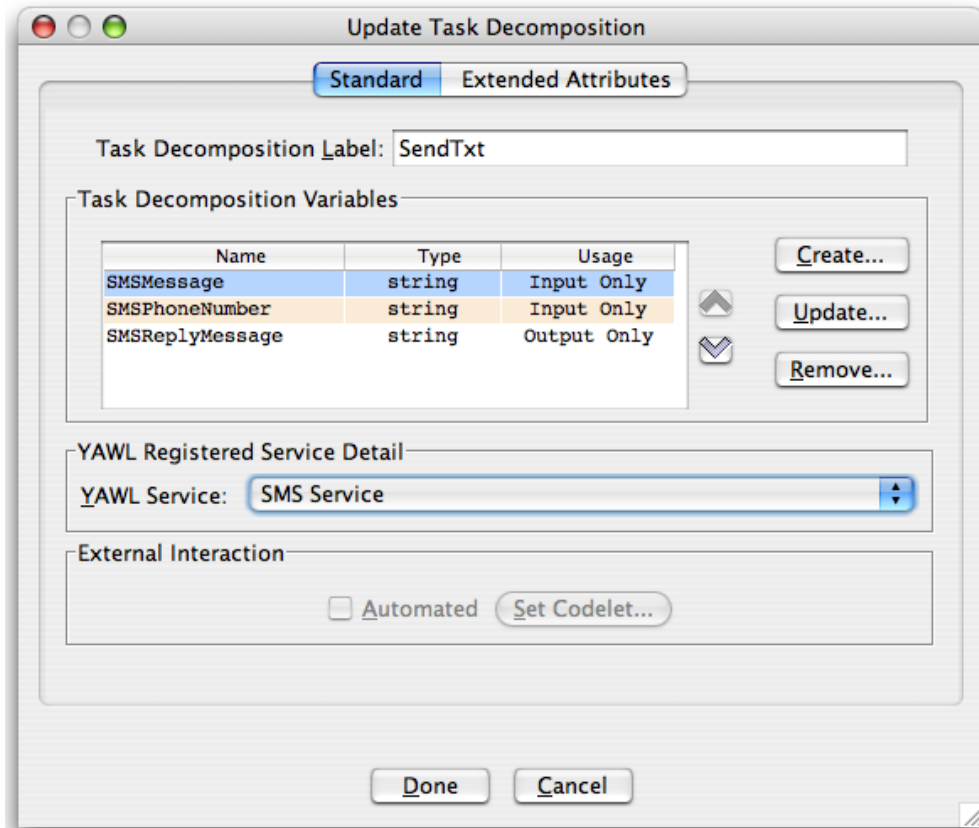 Update Task Decomposition
Standard Extended Attributes
Task Decomposition Label: SendTxt
Task Decomposition Variables
Name Type Usage
SMSMessage string Input Only
SMSPhoneNumber string Input Only
SMSReplyMessage string Output Only
Create...
Update...
Remove...
YAWL Registered Service Detail
YAWL Service: SMS Service
External Interaction
Automated Set Codelet...
Done Cancel